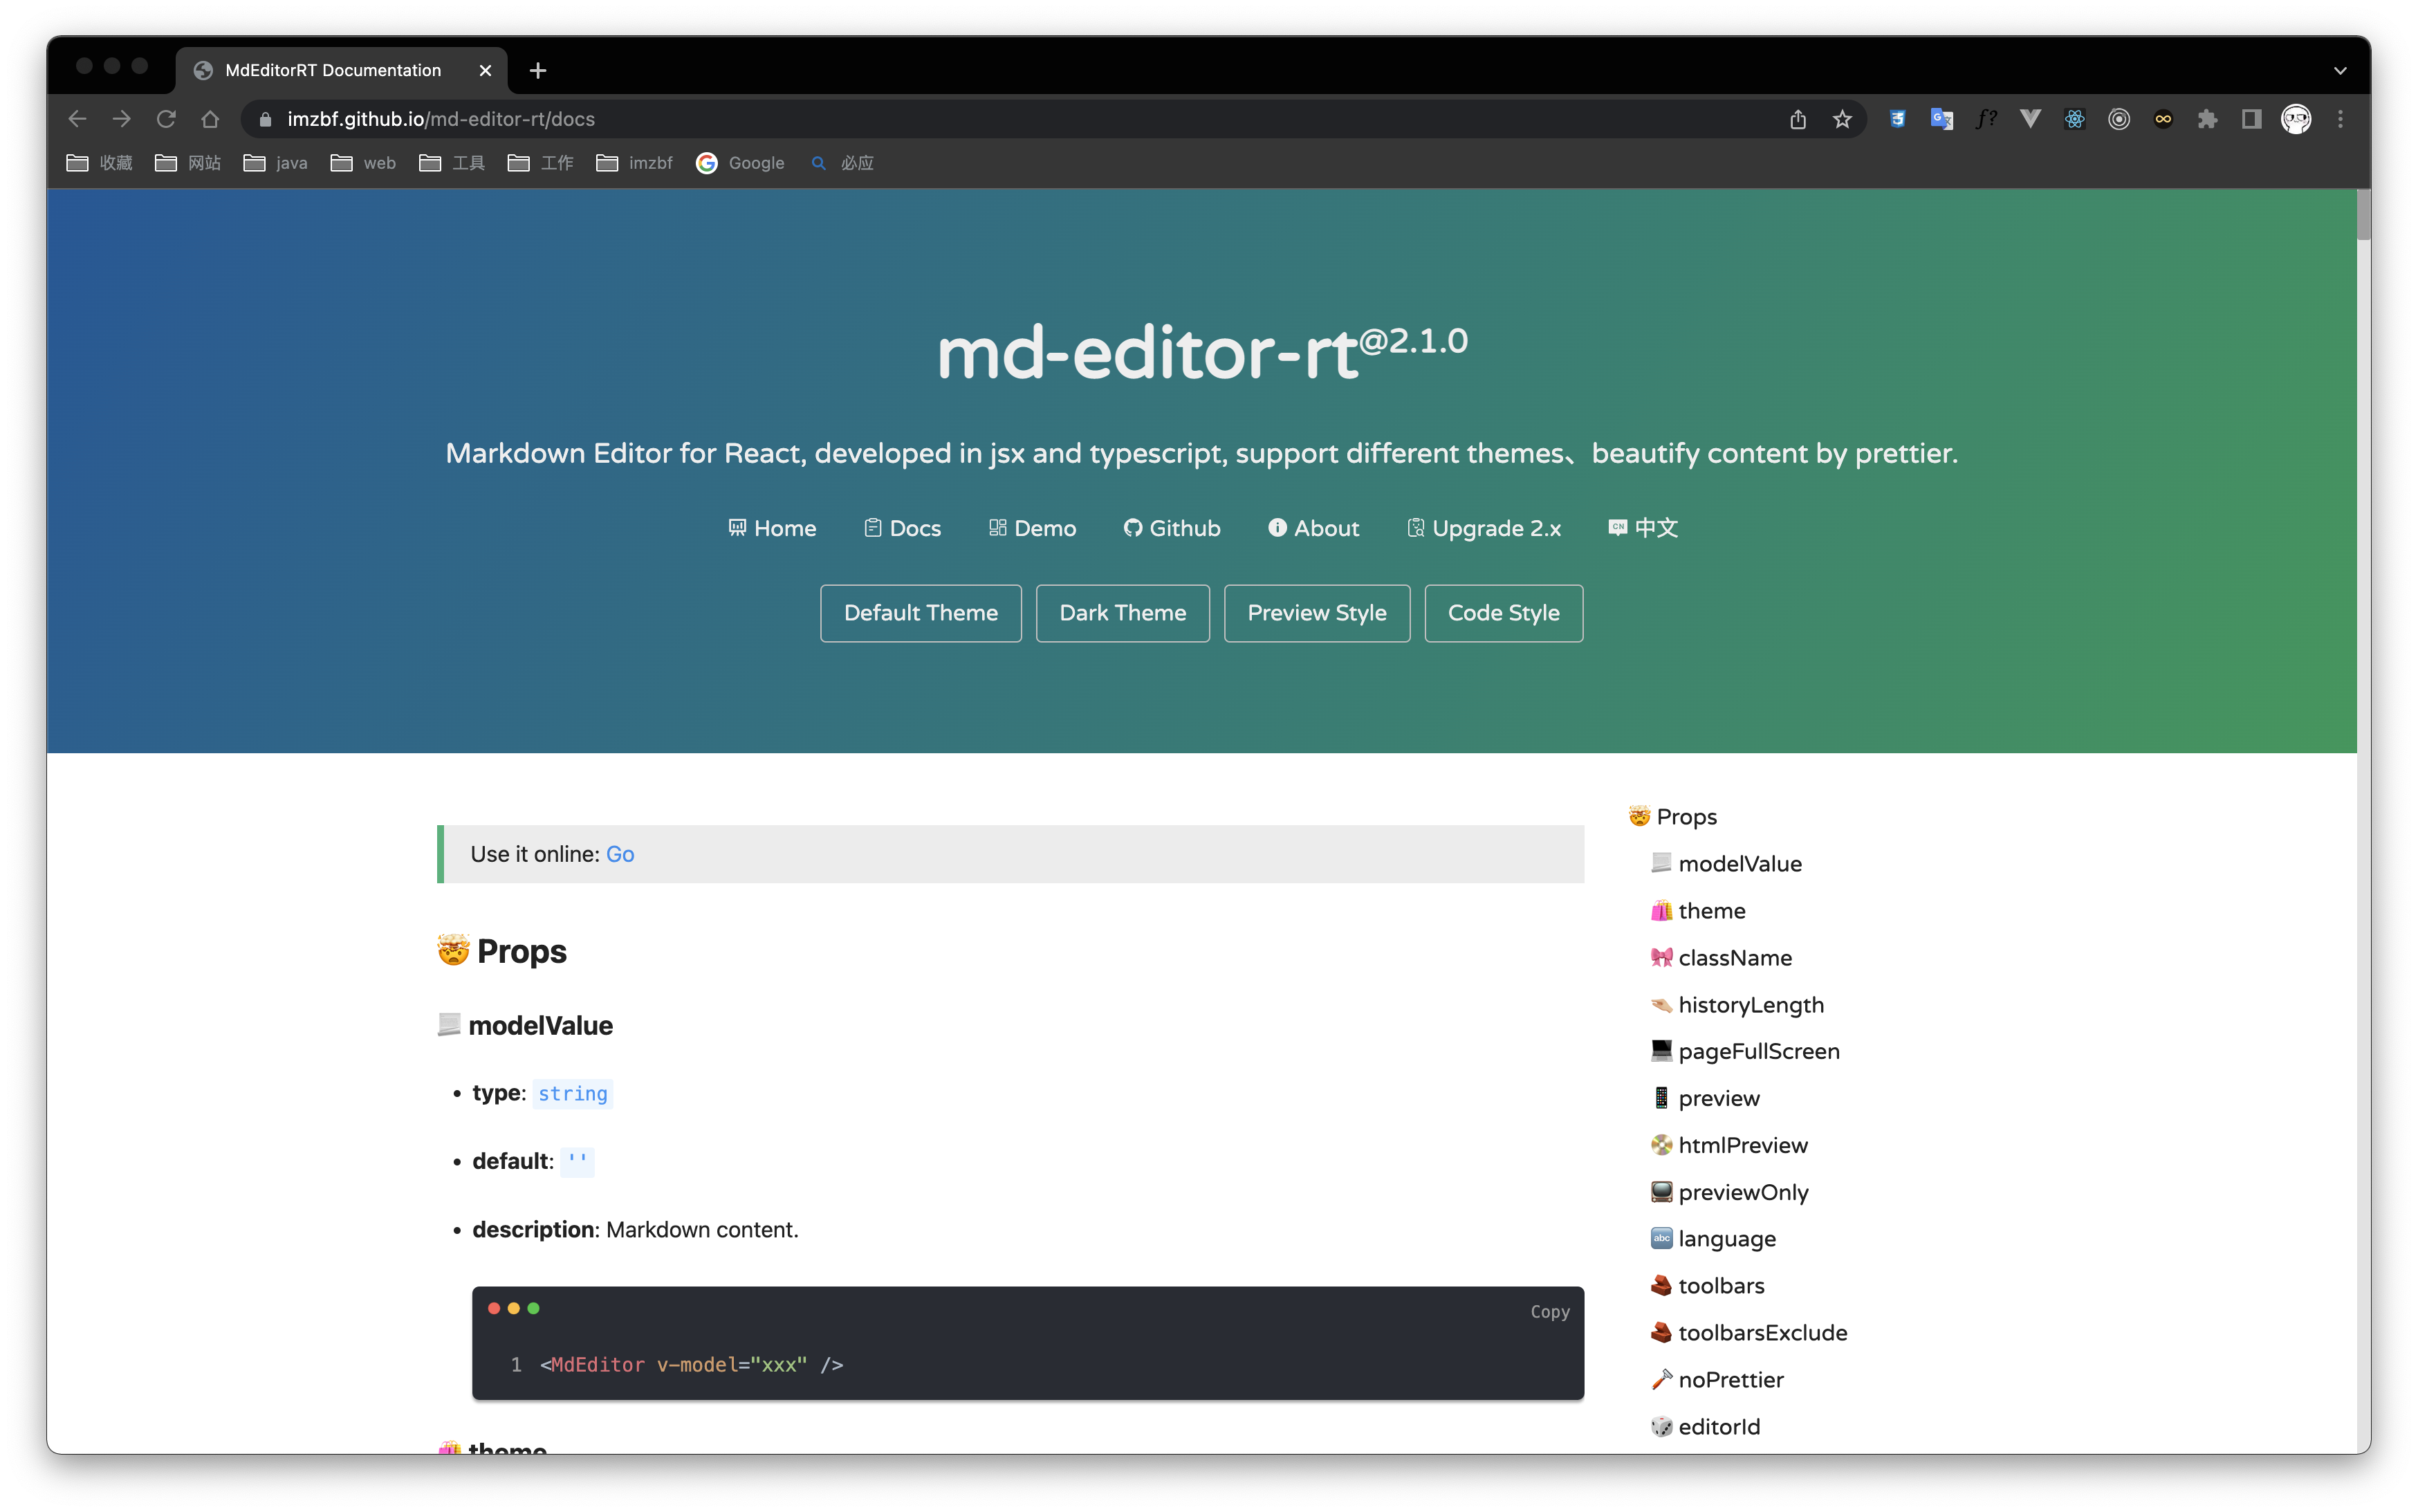 MdEditorRT Documentation
imzbf.github.io/md-editor-rt/docs
收藏 网站 java web 工具 工作 imzbf Google 必应
md-editor-rt@2.1.0
Markdown Editor for React, developed in jsx and typescript, support different themes、beautify content by prettier.
Home Docs Demo Github About Upgrade 2.x CN 中文
Default Theme Dark Theme Preview Style Code Style
Use it online: Go
🤯 Props
modelValue
• type: string
• default: ''
• description: Markdown content.
Copy
1 <MdEditor v-model="xxx" />
theme
🤯 Props
modelValue
theme
className
historyLength
pageFullScreen
preview
htmlPreview
previewOnly
abc language
toolbars
toolbarsExclude
noPrettier
editorId